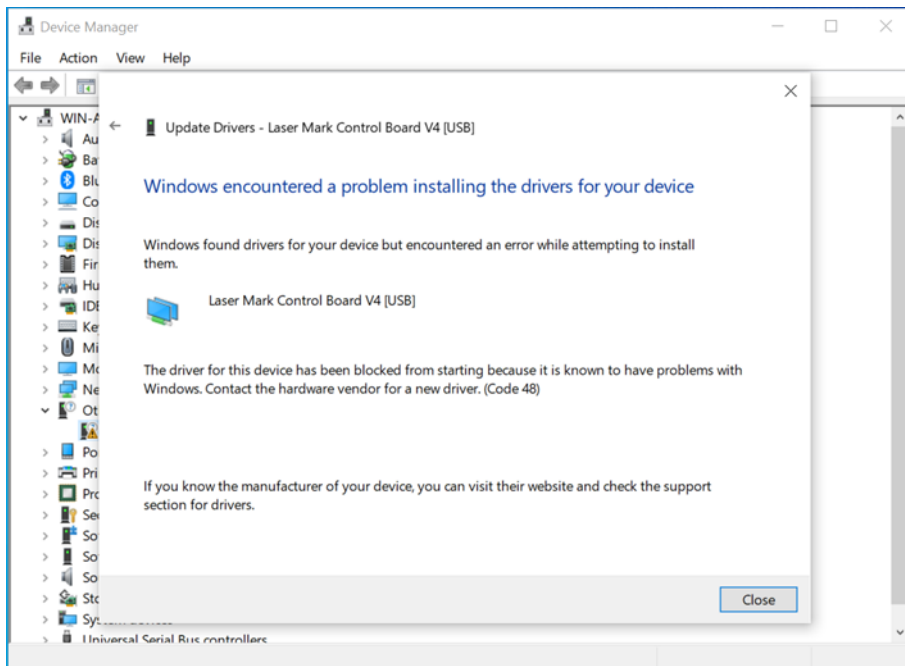 Device Manager
File Action View Help
WIN-A
Update Drivers - Laser Mark Control Board V4 [USB]
Au
Ba
Blu
Windows encountered a problem installing the drivers for your device
Co
Dis
Dis
Windows found drivers for your device but encountered an error while attempting to install
them.
Fir
Hu
Laser Mark Control Board V4 [USB]
IDE
Ke
Mi
Mo
The driver for this device has been blocked from starting because it is known to have problems with
Windows. Contact the hardware vendor for a new driver. (Code 48)
Ne
Ot
Po
Pri
If you know the manufacturer of your device, you can visit their website and check the support
section for drivers.
Pro
Se
So
So
So
Sto
Close
System devices
Universal Serial Bus controllers